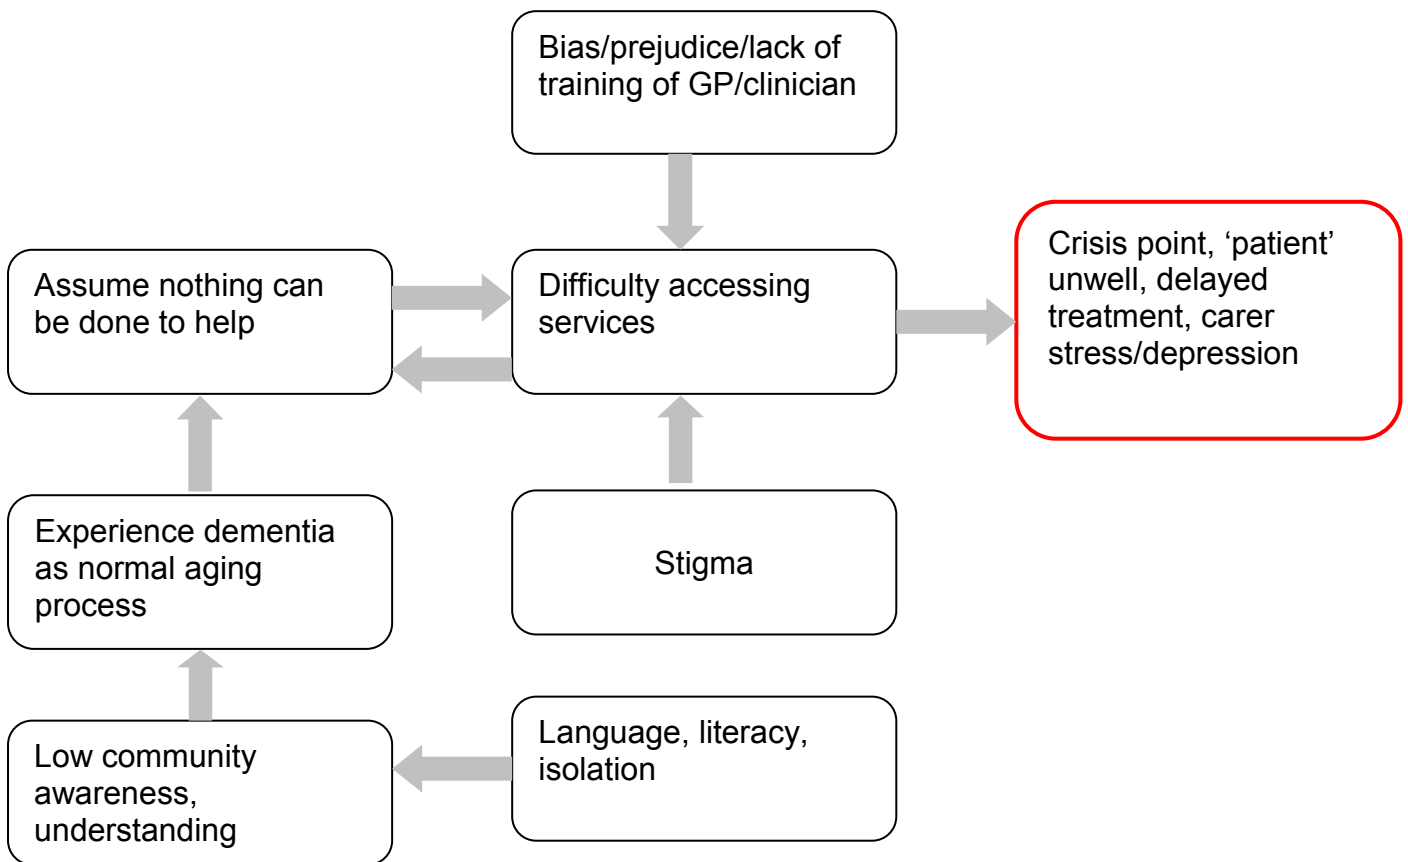 Bias/prejudice/lack of
training of GP/clinician
Crisis point, ‘patient’
unwell, delayed
treatment, carer
stress/depression
Assume nothing can
be done to help
Difficulty accessing
services
Experience dementia
as normal aging
process
Stigma
Language, literacy,
isolation
Low community
awareness,
understanding